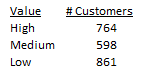 Value # Customers
High 764
Medium 598
Low 861